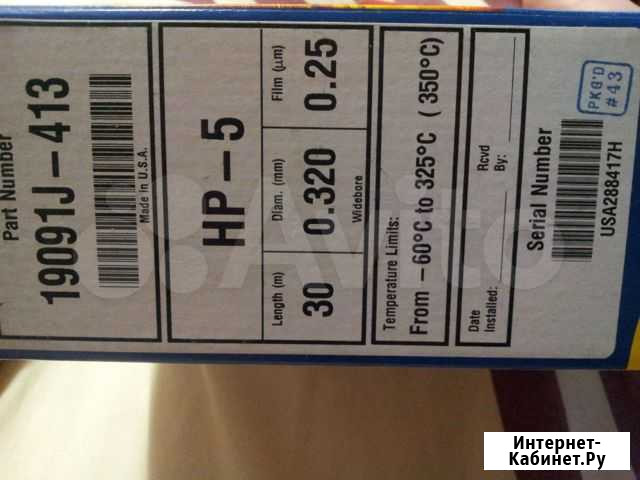 Part Number
19091J-413
Made in U.S.A.
HP-5
Length (m) Diam. (mm) Film (μm)
30 0.320 0.25
Widebore
Temperature Limits:
From -60°C to 325°C (350°C)
Date
Installed:
Rcvd
By:
Serial Number
USA288417H
PKG'D
#43
Avito
Интернет-
Кабинет.Ру